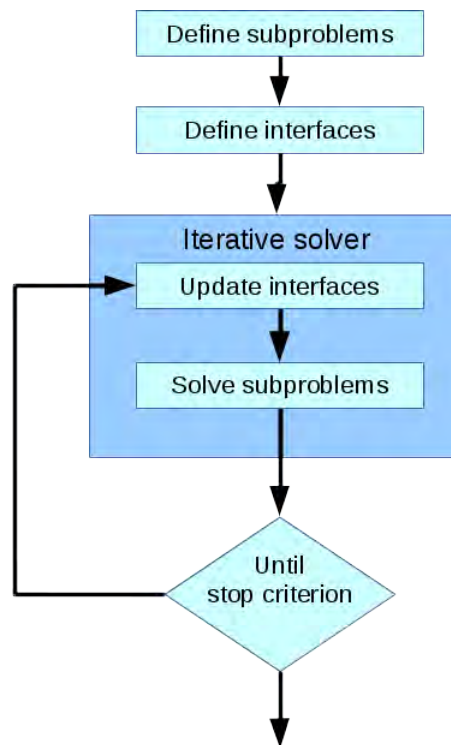 Define subproblems
Define interfaces
Iterative solver
Update interfaces
Solve subproblems
Until
stop criterion